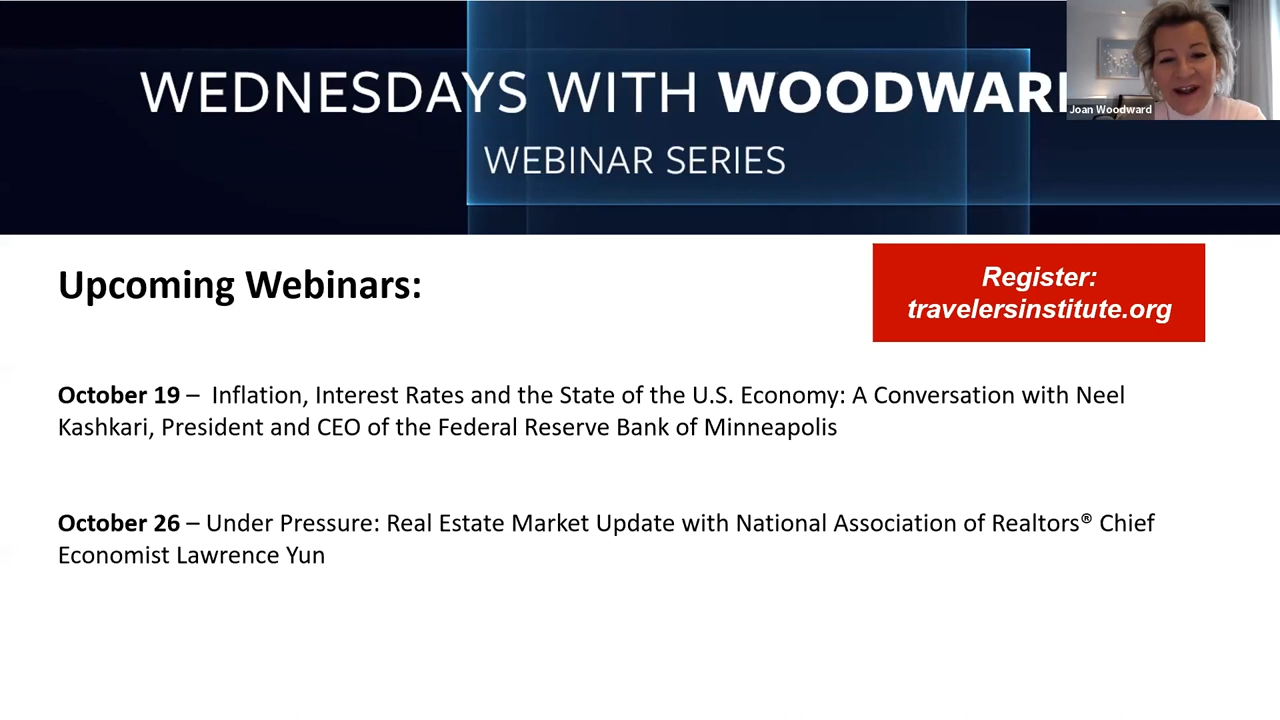 WEDNESDAYS WITH WOODWAR
Joan Woodward
WEBINAR SERIES
Upcoming Webinars:
Register:
travelersinstitute.org
October 19 – Inflation, Interest Rates and the State of the U.S. Economy: A Conversation with Neel
Kashkari, President and CEO of the Federal Reserve Bank of Minneapolis
October 26 – Under Pressure: Real Estate Market Update with National Association of Realtors® Chief
Economist Lawrence Yun